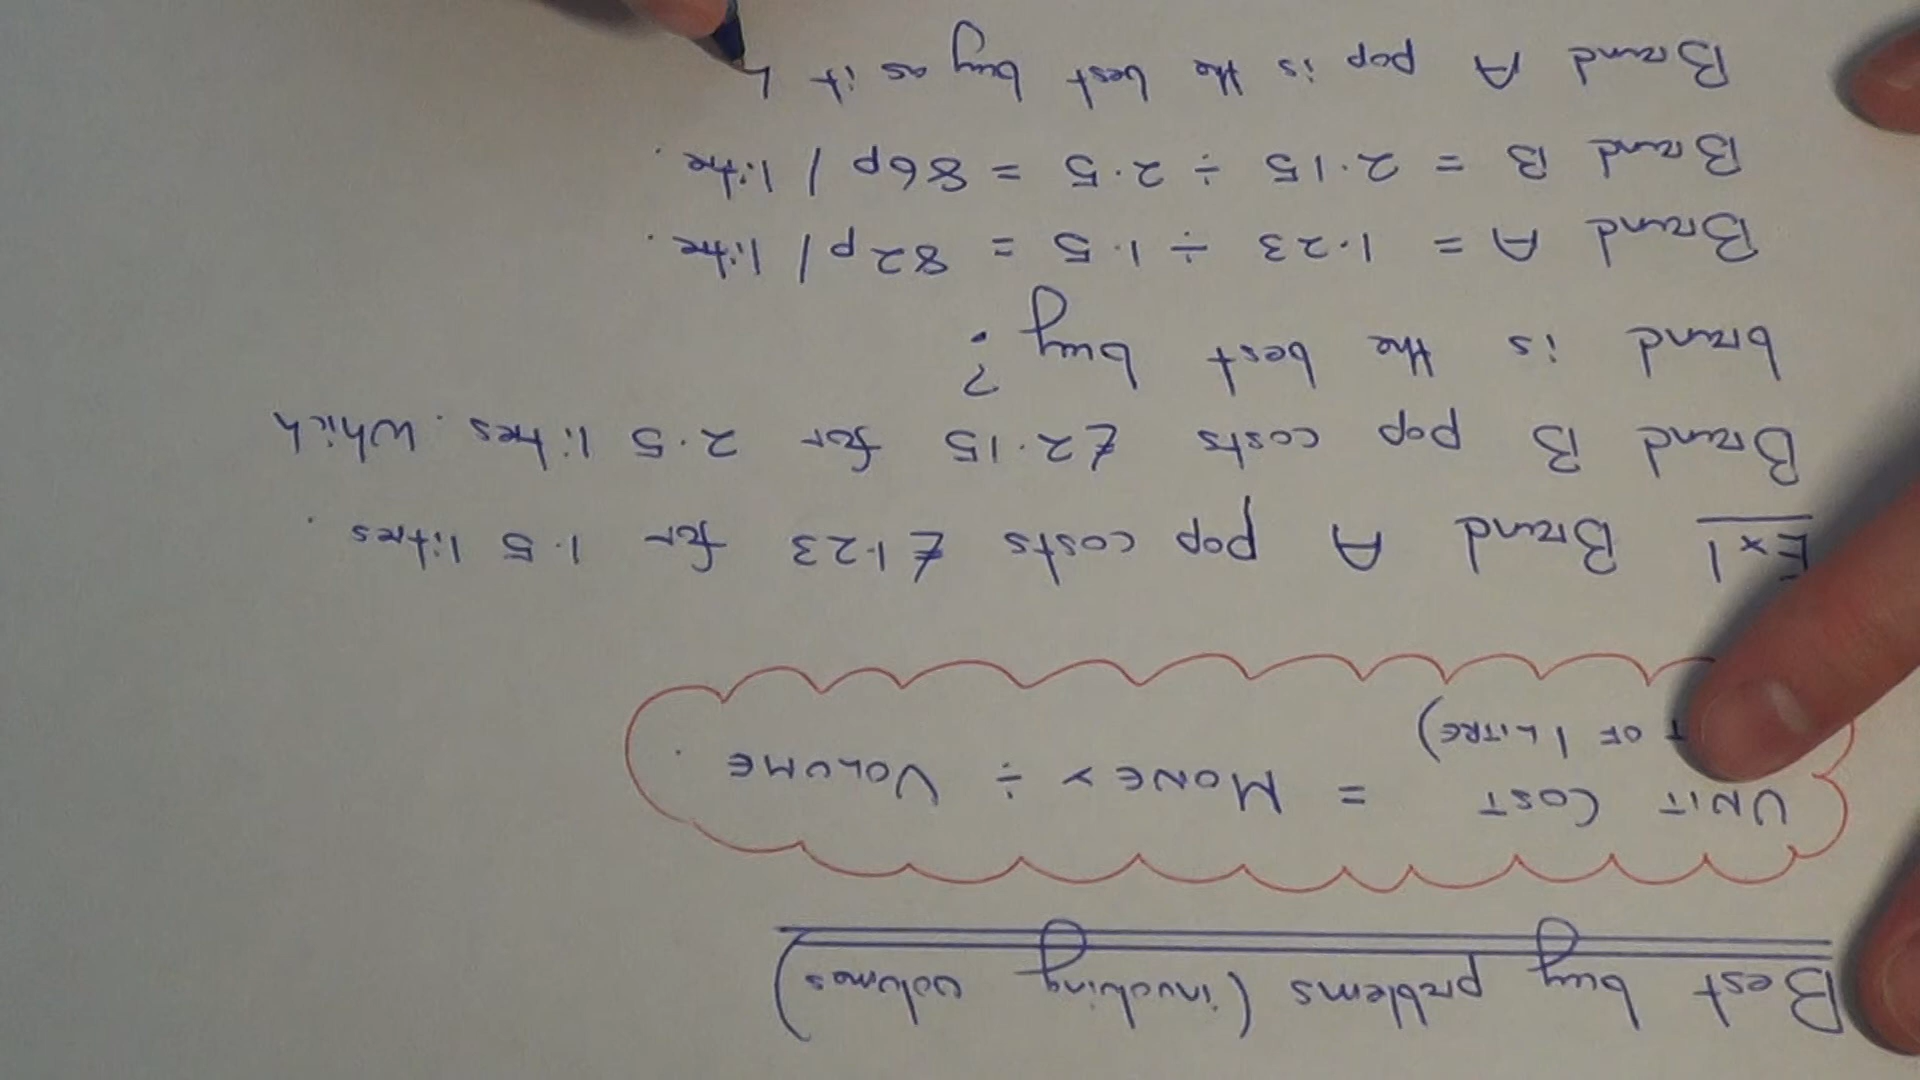 Best buy problems (involving volumes)
UNIT COST = MONEY ÷ VOLUME.
T OF 1 LITRE)
Ex 1 Brand A pop costs £1.23 for 1.5 litres.
Brand B pop costs £2.15 for 2.5 litres. Which
brand is the best buy?
Brand A = 1.23 ÷ 1.5 = 82p / litre.
Brand B = 2.15 ÷ 2.5 = 86p / litre.
Brand A pop is the best buy as it